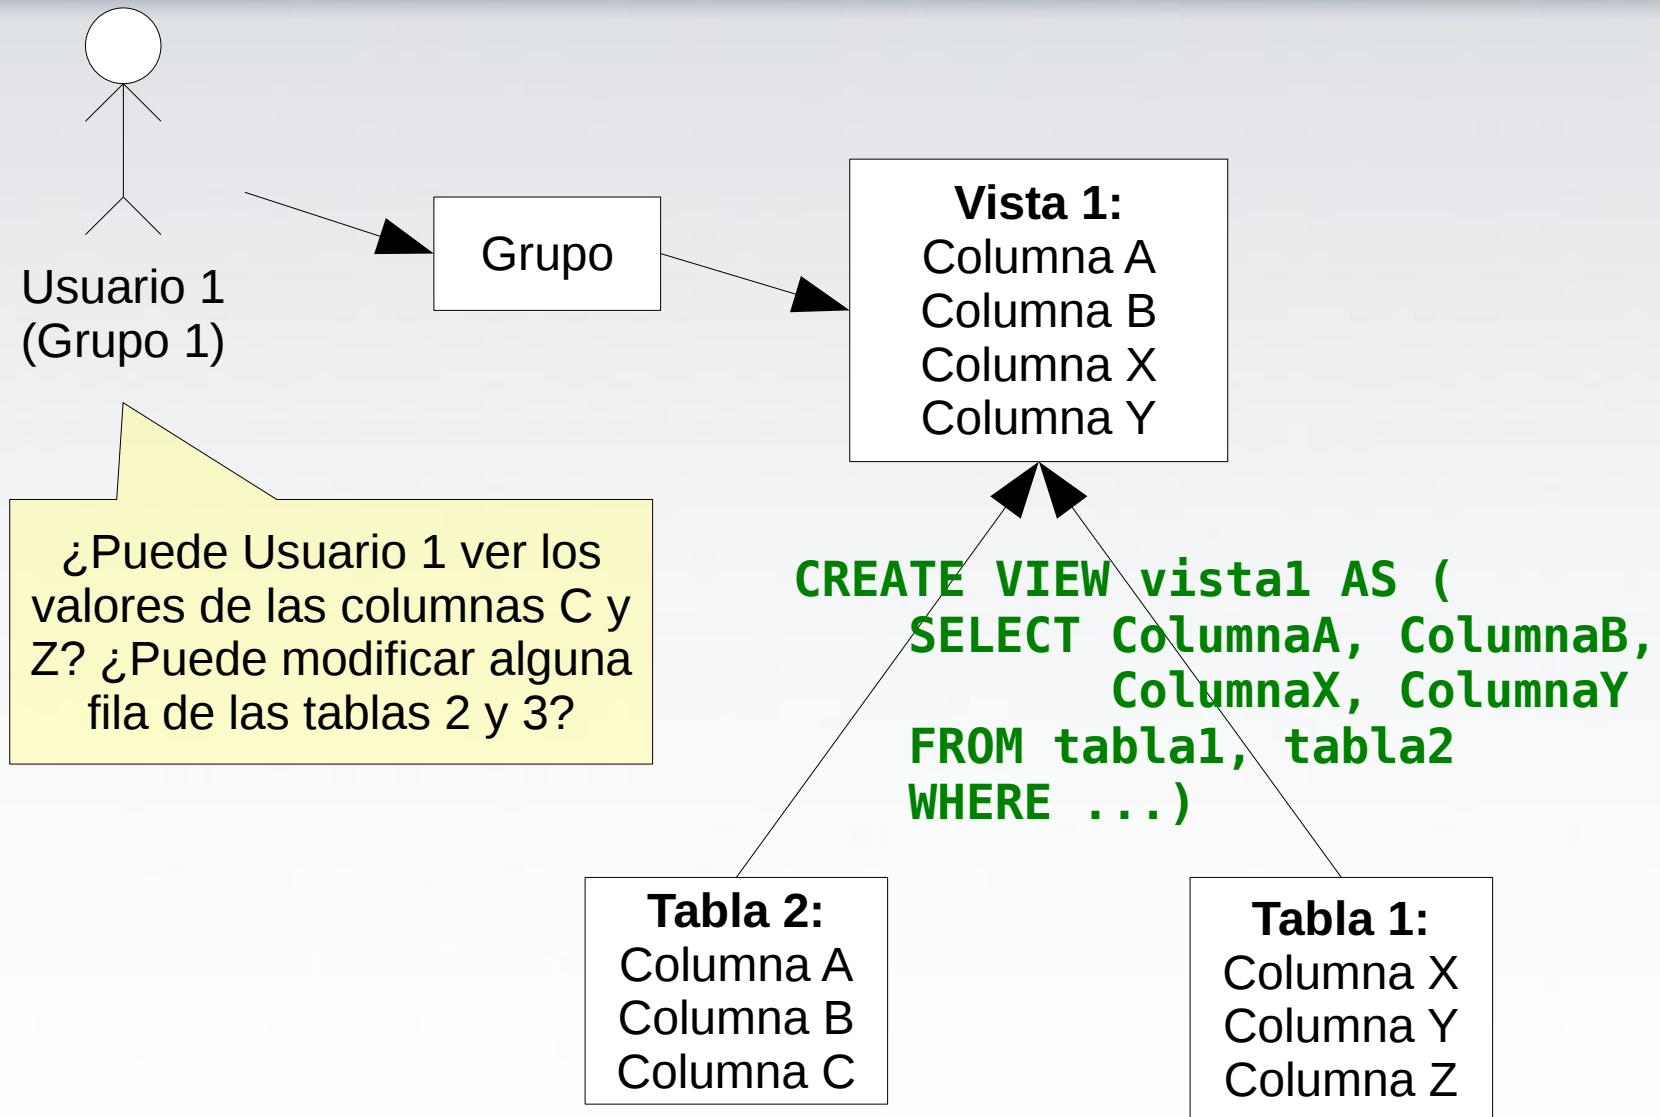 Usuario 1
(Grupo 1)
Grupo
Vista 1:
Columna A
Columna B
Columna X
Columna Y
¿Puede Usuario 1 ver los
valores de las columnas C y
Z? ¿Puede modificar alguna
fila de las tablas 2 y 3?
CREATE VIEW vista1 AS (
SELECT ColumnaA, ColumnaB,
ColumnaX, ColumnaY
FROM tabla1, tabla2
WHERE ...)
Tabla 2:
Columna A
Columna B
Columna C
Tabla 1:
Columna X
Columna Y
Columna Z